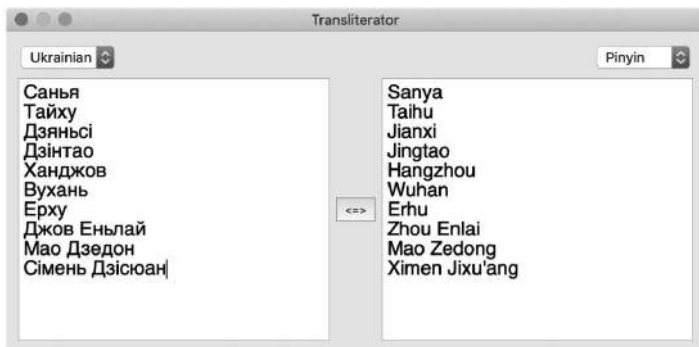 Transliterator
Ukrainian
Pinyin
Санья
Тайху
Дзяньсі
Дзінтао
Ханджов
Вухань
Ерху
Джов Еньлай
Мао Дзедон
Сімень Дзісюан
<=>
Sanya
Taihu
Jianxi
Jingtao
Hangzhou
Wuhan
Erhu
Zhou Enlai
Mao Zedong
Ximen Jixu'ang